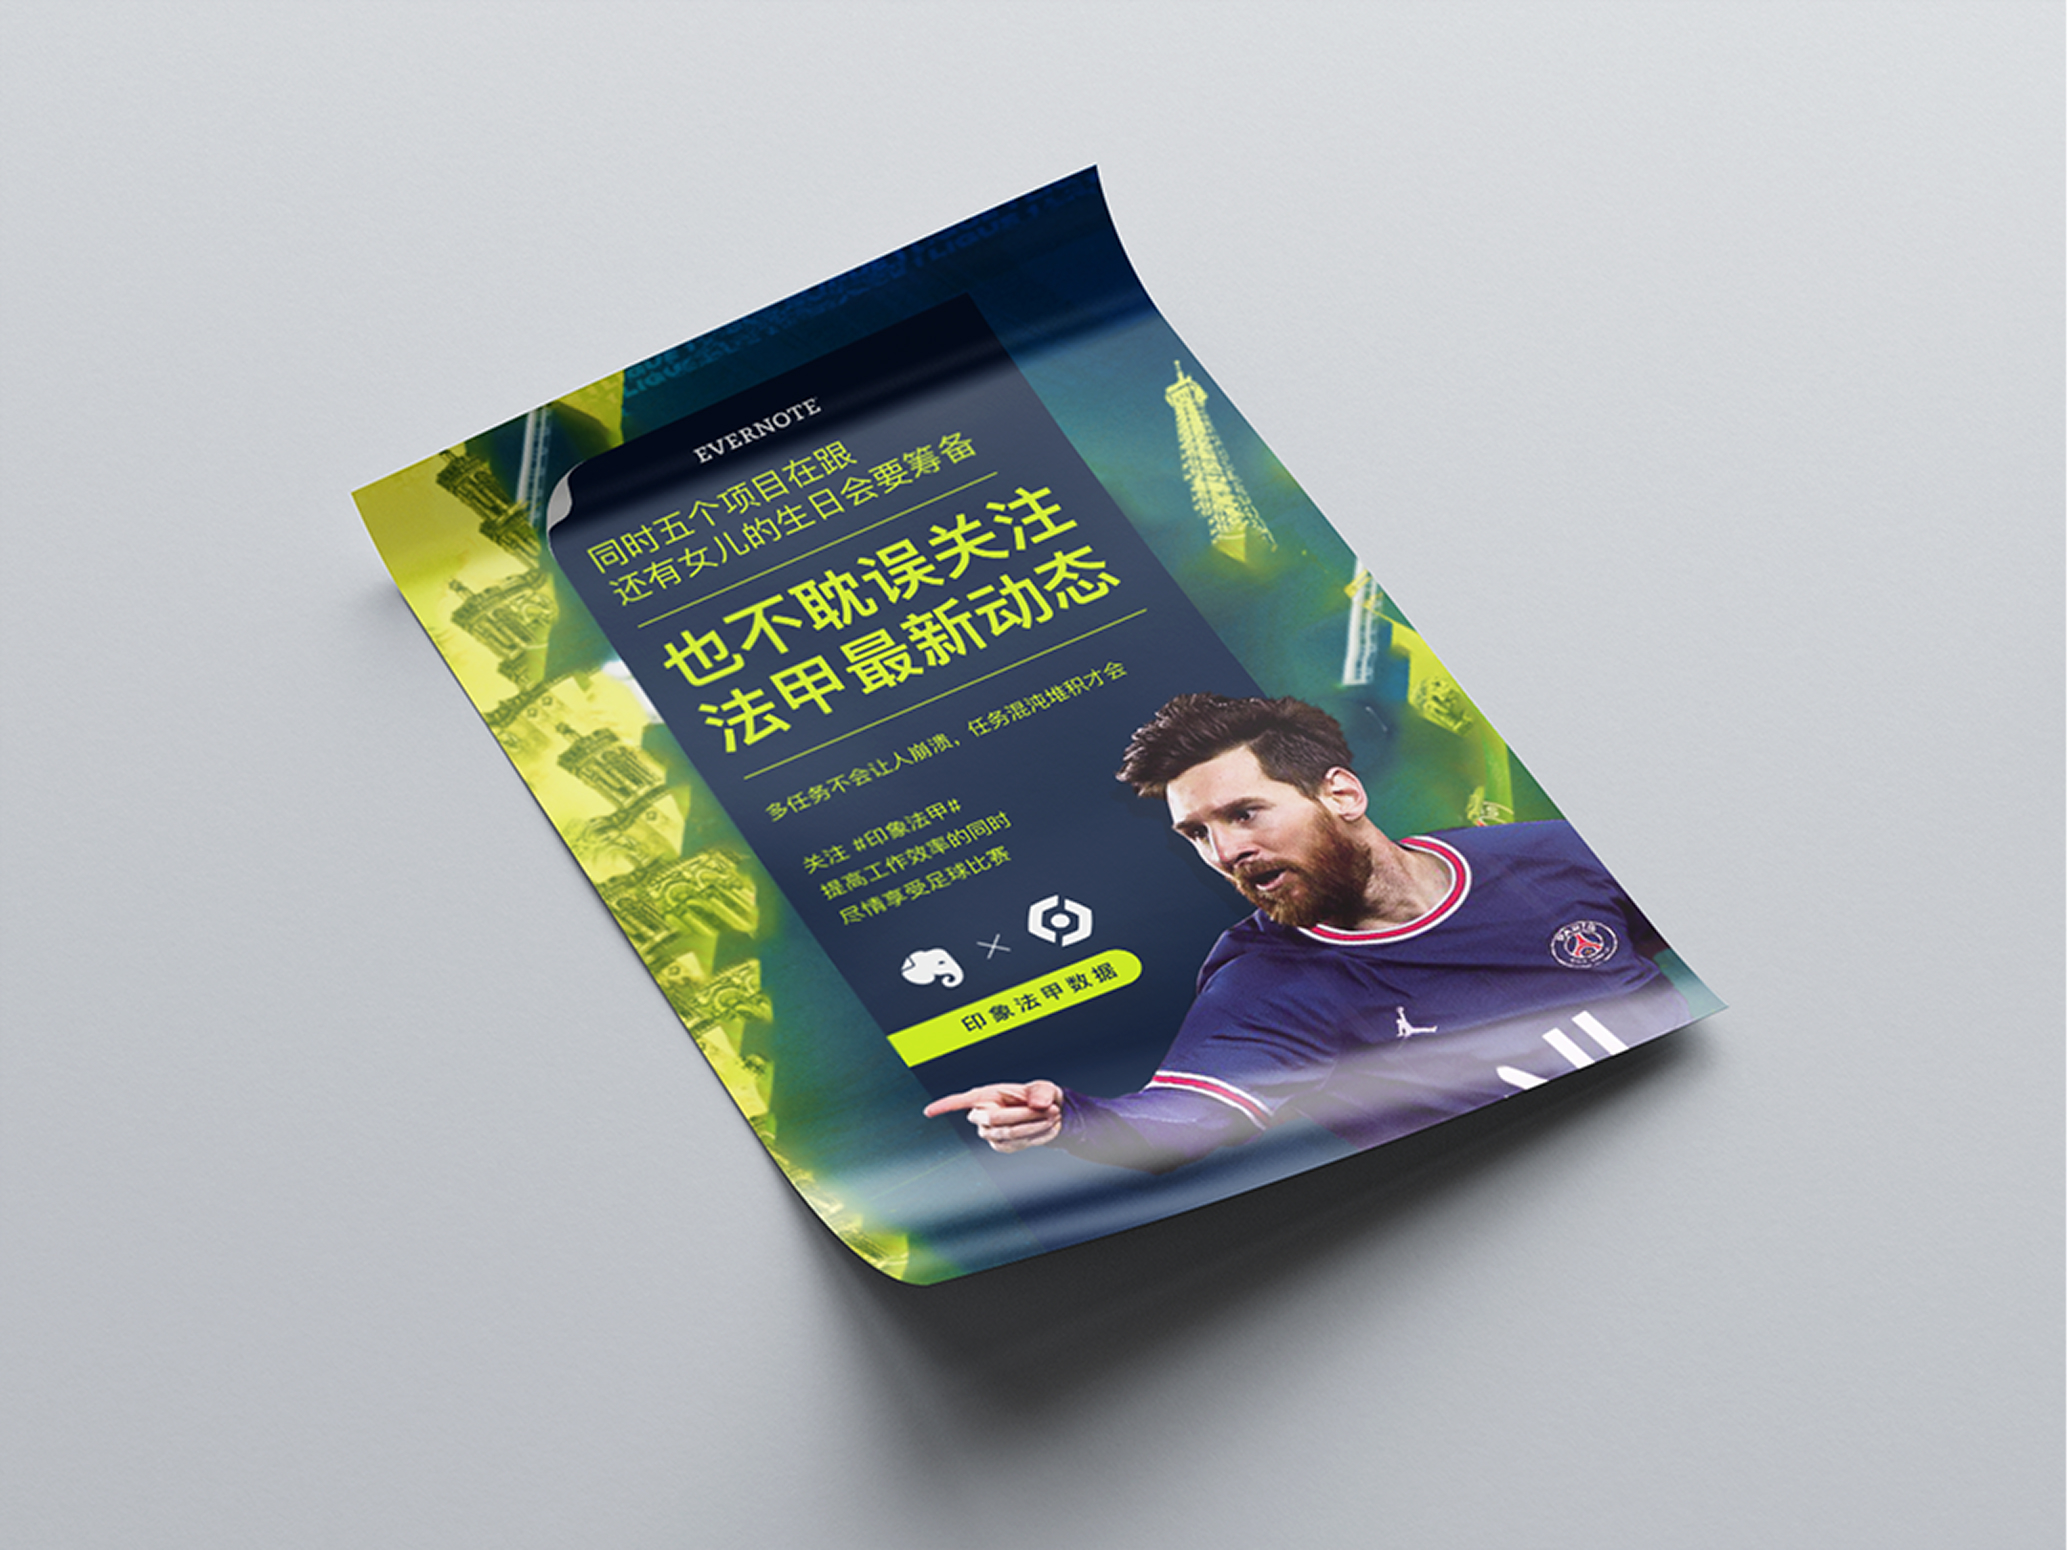 EVERNOTE
同时五个项目在跟
还有女儿的生日会要筹备
也不耽误关注
法甲最新动态
多任务不会让人崩溃，任务混沌堆积才会
关注 #印象法甲#
提高工作效率的同时
尽情享受足球比赛
×
印象法甲数据
PARIS